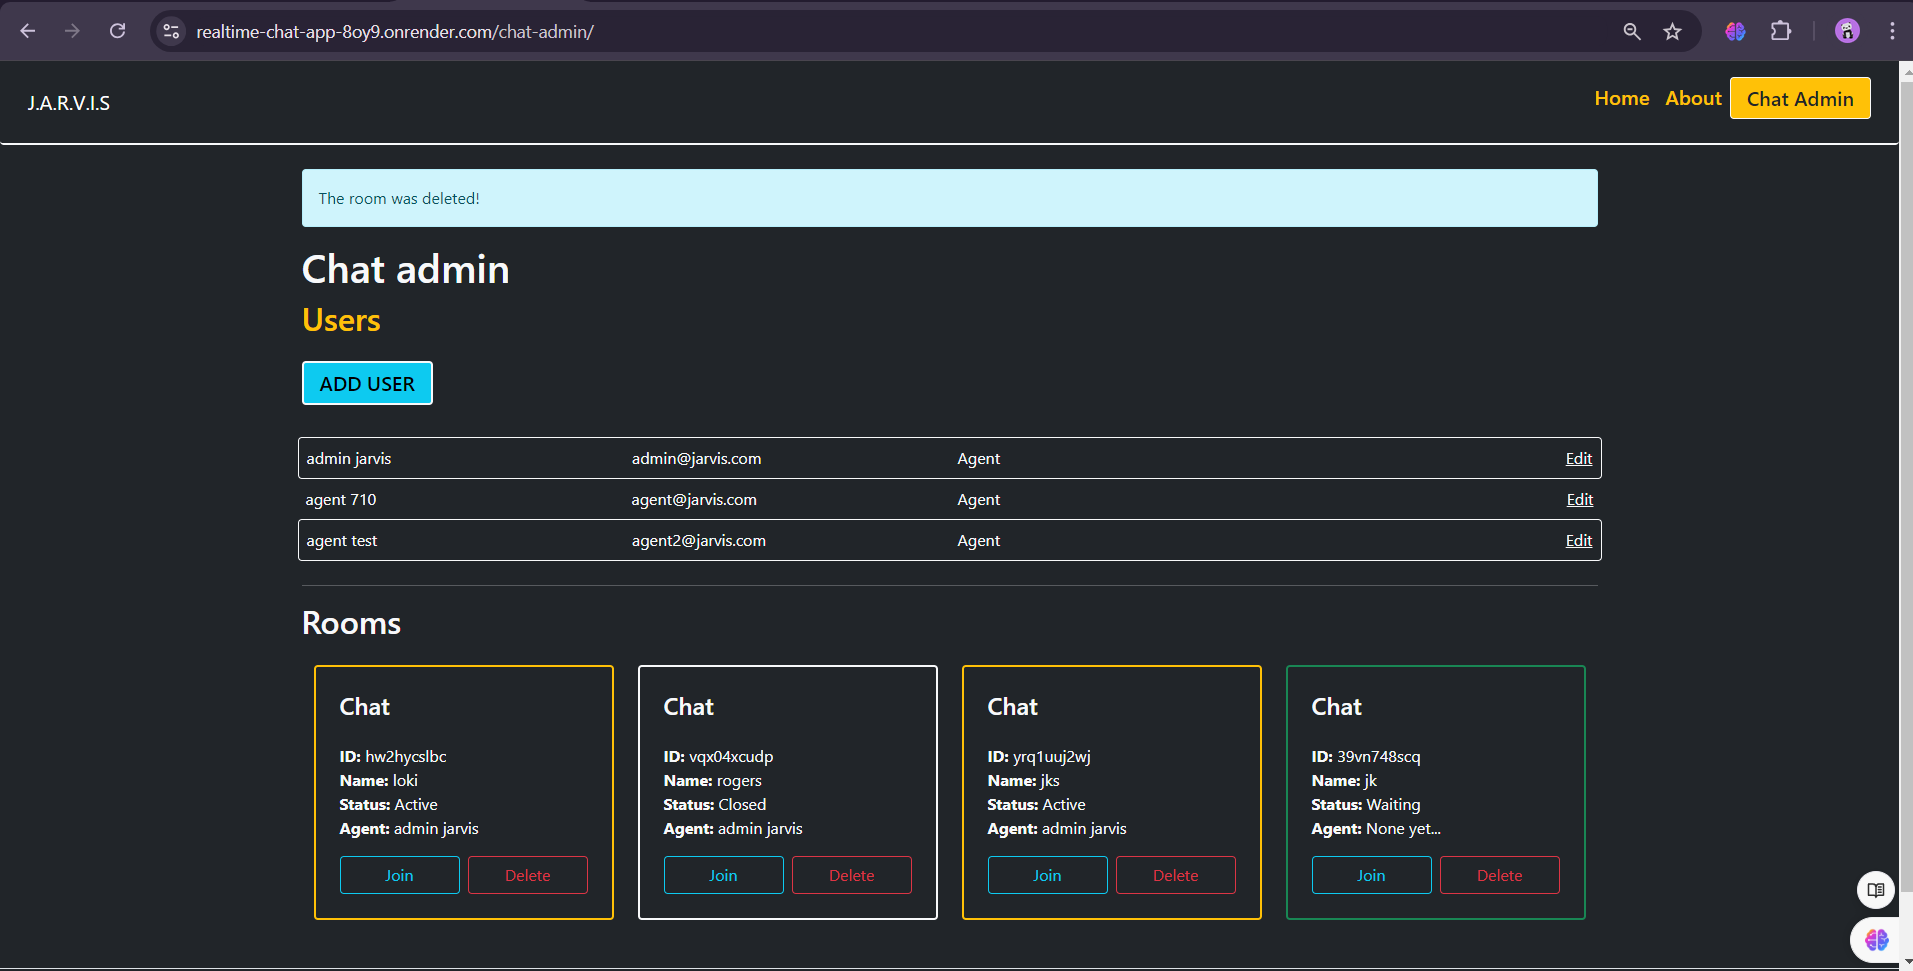 realtime-chat-app-8oy9.onrender.com/chat-admin/
J.A.R.V.I.S
Home About Chat Admin
The room was deleted!
Chat admin
Users
ADD USER
admin jarvis admin@jarvis.com Agent Edit
agent 710 agent@jarvis.com Agent Edit
agent test agent2@jarvis.com Agent Edit
Rooms
Chat
ID: hw2hycslbc
Name: loki
Status: Active
Agent: admin jarvis
Join Delete
Chat
ID: vqx04xcudp
Name: rogers
Status: Closed
Agent: admin jarvis
Join Delete
Chat
ID: yrq1uuj2wj
Name: jks
Status: Active
Agent: admin jarvis
Join Delete
Chat
ID: 39vn748scq
Name: jk
Status: Waiting
Agent: None yet...
Join Delete